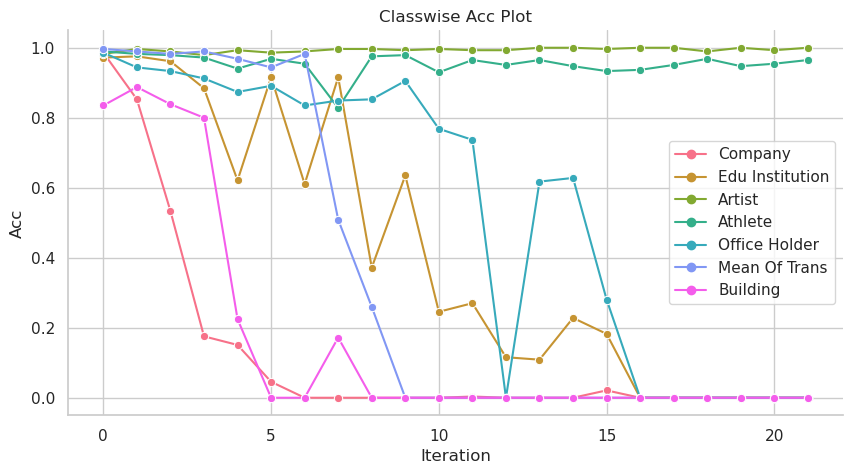 Classwise Acc Plot
1.0
0.8
0.6
0.4
0.2
0.0
Acc
Company
Edu Institution
Artist
Athlete
Office Holder
Mean Of Trans
Building
0 5 10 15 20
Iteration